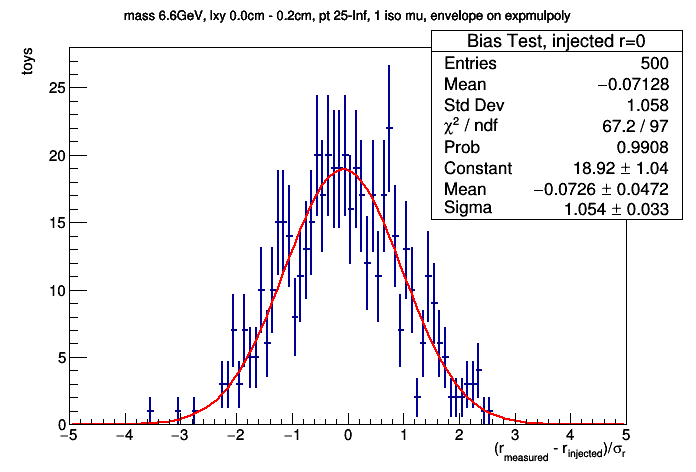 mass 6.6GeV, lxy 0.0cm - 0.2cm, pt 25-Inf, 1 iso mu, envelope on expmulpoly
toys
Bias Test, injected r=0
Entries 500
Mean −0.07128
Std Dev 1.058
χ² / ndf 67.2 / 97
Prob 0.9908
Constant 18.92 ± 1.04
Mean −0.0726 ± 0.0472
Sigma 1.054 ± 0.033
25
20
15
10
5
0
−5 −4 −3 −2 −1 0 1 2 3 4 5
(r_measured - r_injected)/σ_r